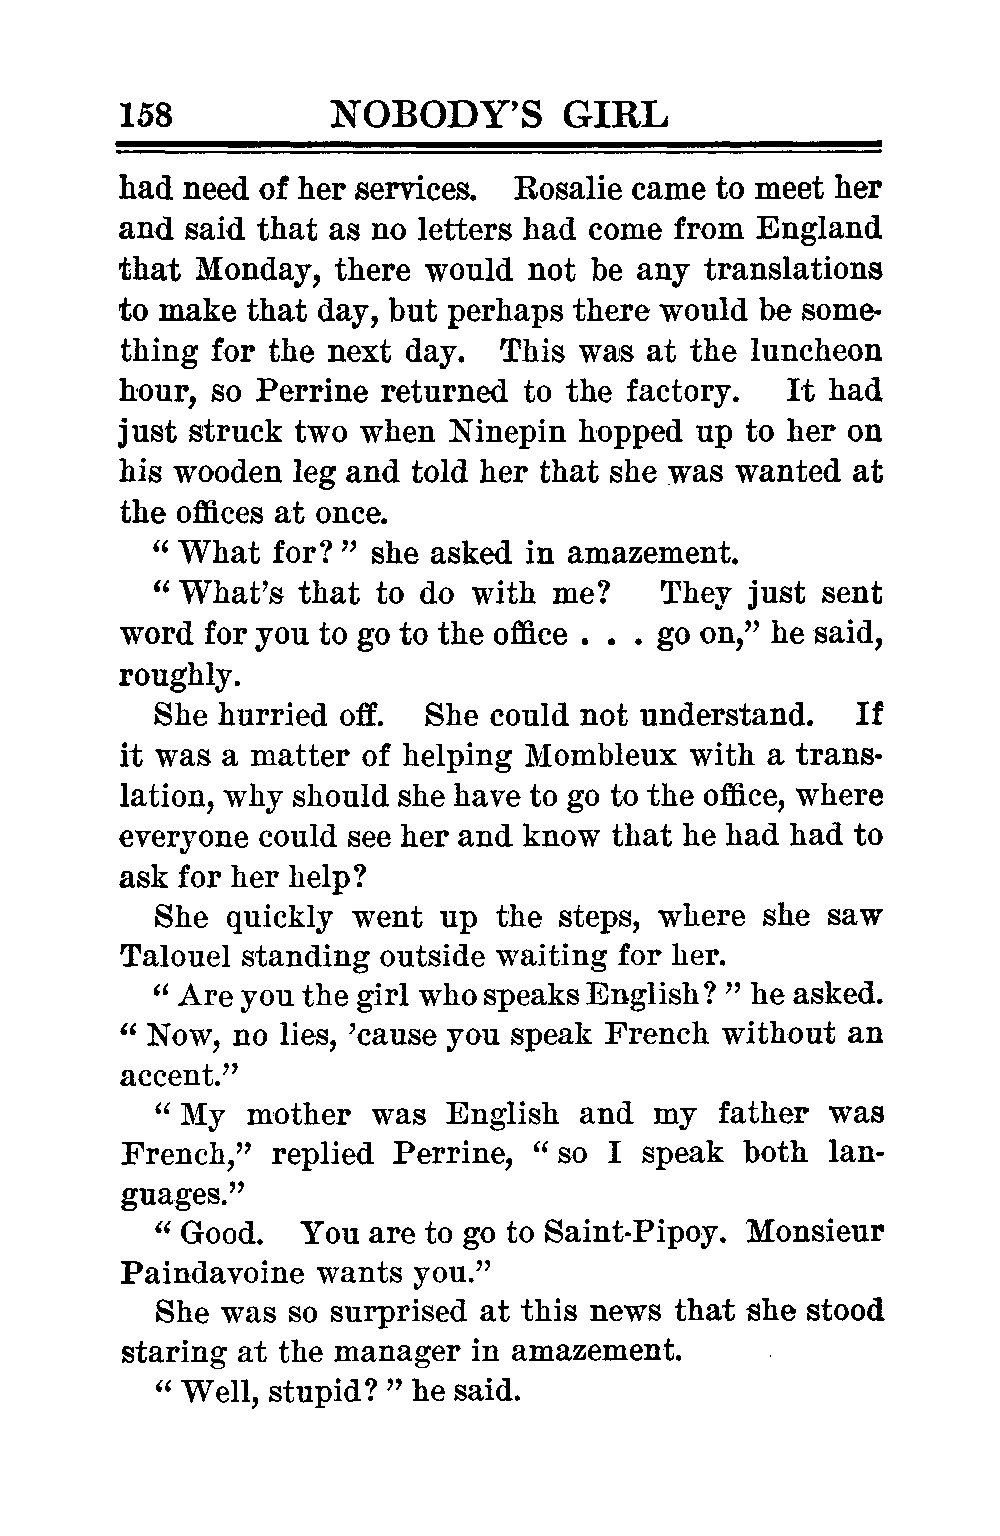 158 NOBODY'S GIRL
had need of her services. Rosalie came to meet her
and said that as no letters had come from England
that Monday, there would not be any translations
to make that day, but perhaps there would be some-
thing for the next day. This was at the luncheon
hour, so Perrine returned to the factory. It had
just struck two when Ninepin hopped up to her on
his wooden leg and told her that she was wanted at
the offices at once.
“ What for? ” she asked in amazement.
“ What’s that to do with me? They just sent
word for you to go to the office . . . go on,” he said,
roughly.
She hurried off. She could not understand. If
it was a matter of helping Mombleux with a trans-
lation, why should she have to go to the office, where
everyone could see her and know that he had had to
ask for her help?
She quickly went up the steps, where she saw
Talouel standing outside waiting for her.
“ Are you the girl who speaks English? ” he asked.
“ Now, no lies, ’cause you speak French without an
accent.”
“ My mother was English and my father was
French,” replied Perrine, “ so I speak both lan-
guages.”
“ Good. You are to go to Saint-Pipoy. Monsieur
Paindavoine wants you.”
She was so surprised at this news that she stood
staring at the manager in amazement.
“ Well, stupid? ” he said.